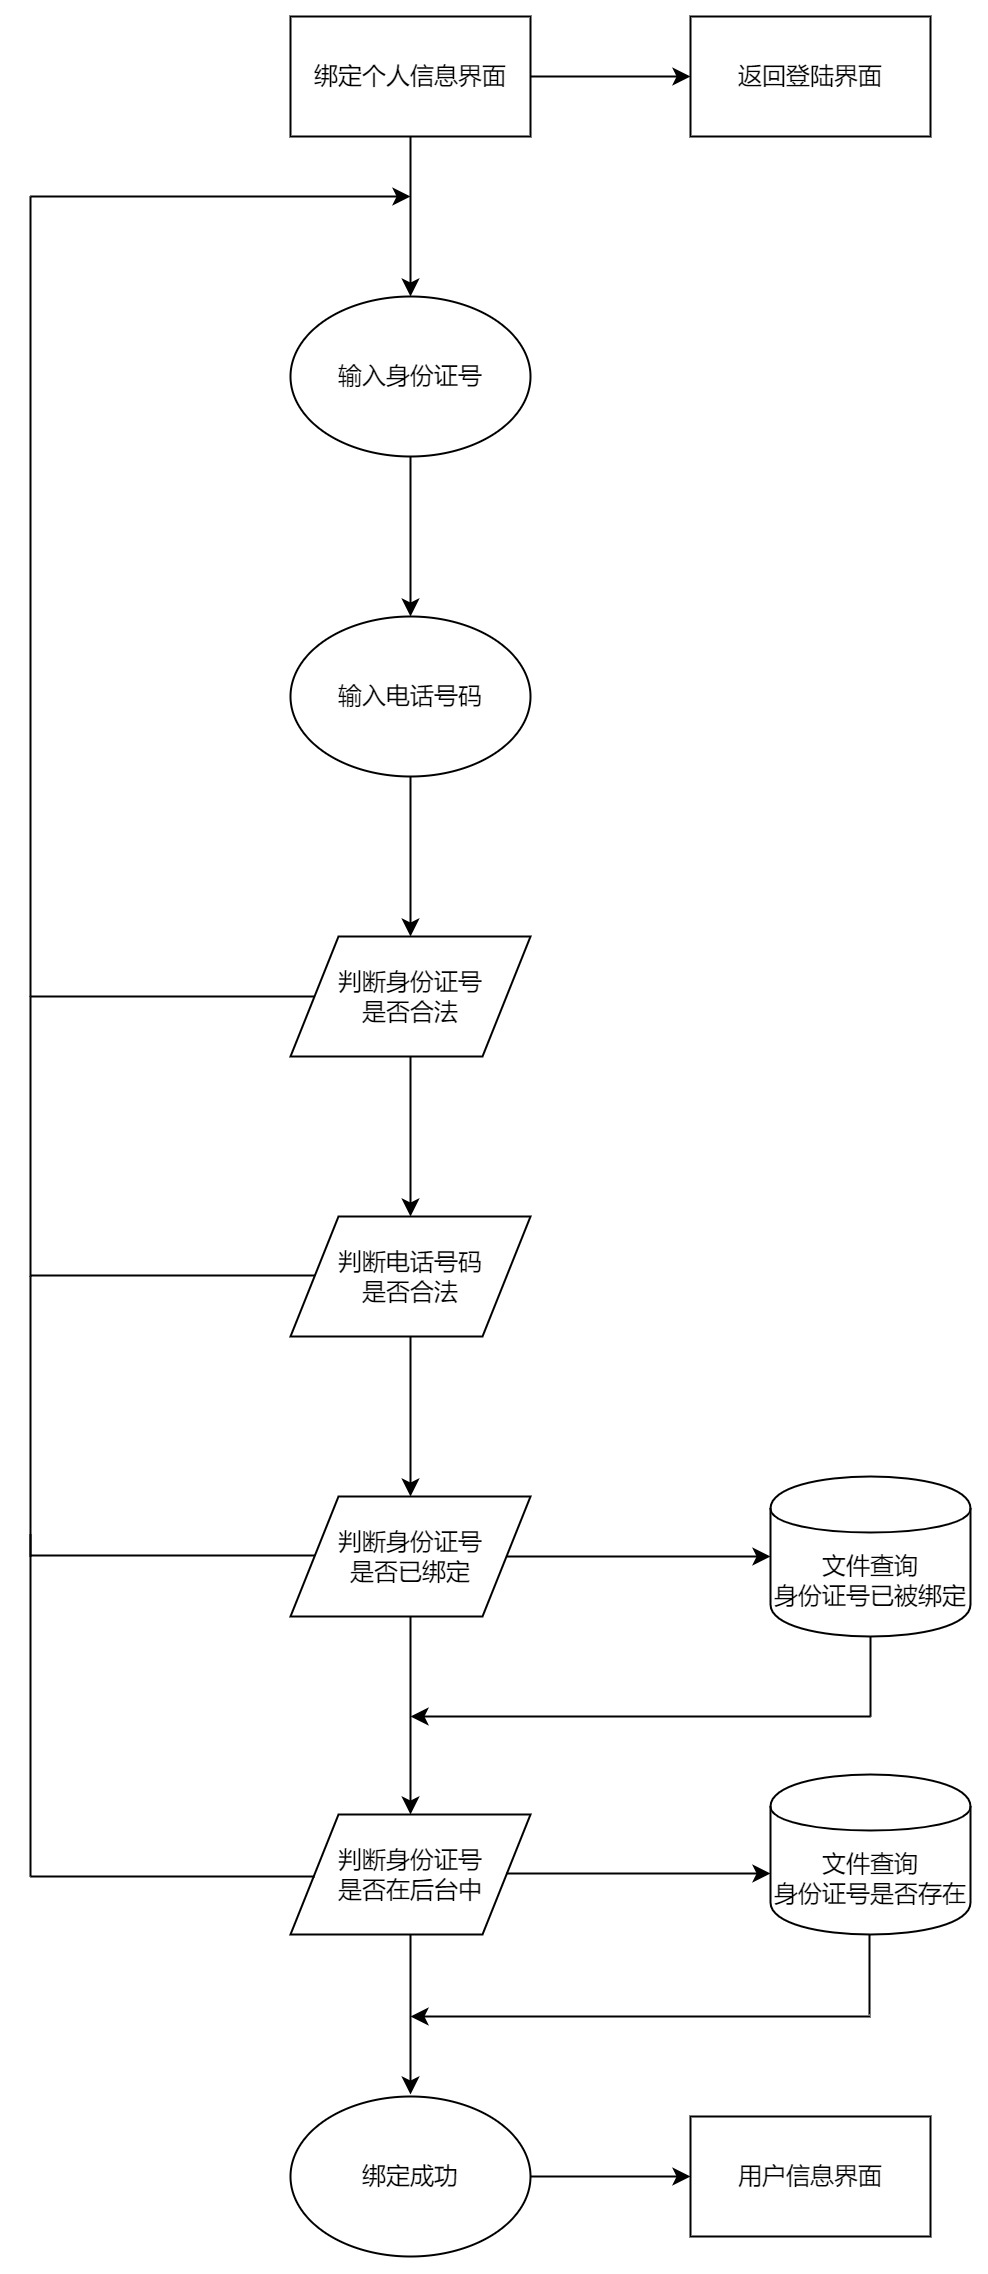 绑定个人信息界面
返回登陆界面
输入身份证号
输入电话号码
判断身份证号
是否合法
判断电话号码
是否合法
判断身份证号
是否已绑定
文件查询
身份证号已被绑定
判断身份证号
是否在后台中
文件查询
身份证号是否存在
绑定成功
用户信息界面